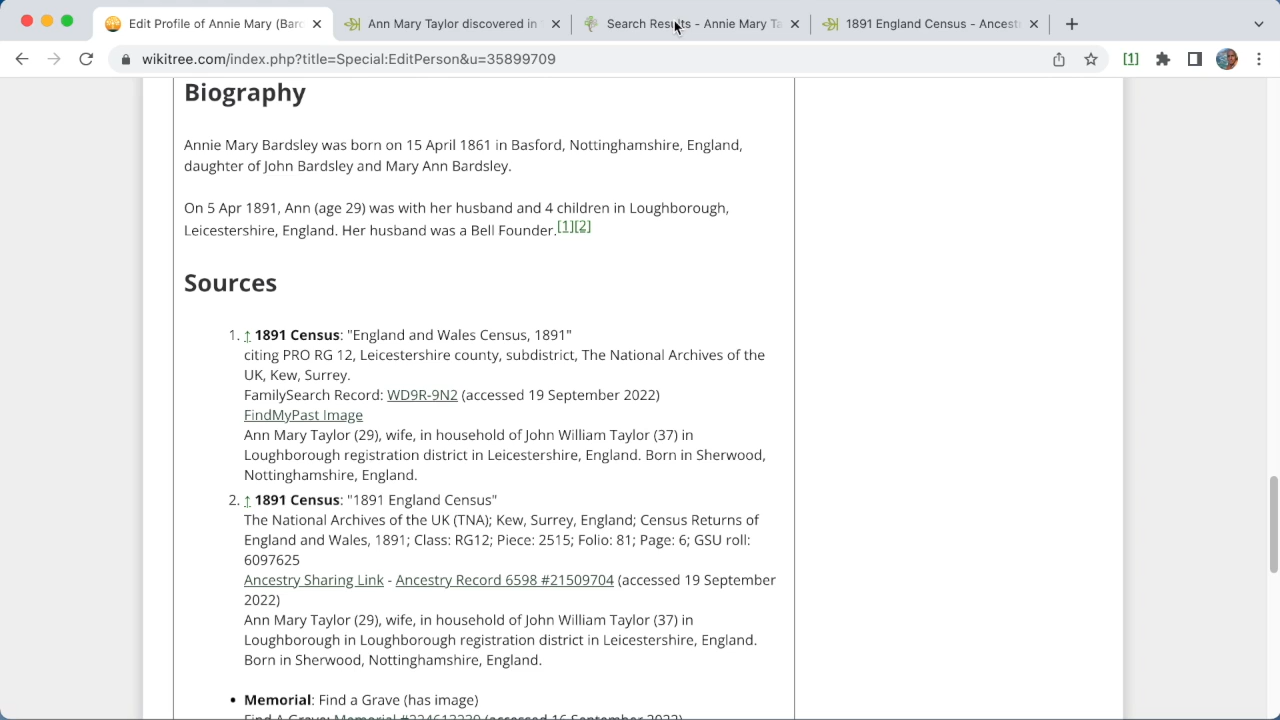 Edit Profile of Annie Mary (Bard
Ann Mary Taylor discovered in
Search Results - Annie Mary Ta
1891 England Census - Ancest
wikitree.com/index.php?title=Special:EditPerson&u=35899709
[1]
Biography
Annie Mary Bardsley was born on 15 April 1861 in Basford, Nottinghamshire, England,
daughter of John Bardsley and Mary Ann Bardsley.
On 5 Apr 1891, Ann (age 29) was with her husband and 4 children in Loughborough,
Leicestershire, England. Her husband was a Bell Founder.[1][2]
Sources
1. ↑ 1891 Census: "England and Wales Census, 1891"
citing PRO RG 12, Leicestershire county, subdistrict, The National Archives of the
UK, Kew, Surrey.
FamilySearch Record: WD9R-9N2 (accessed 19 September 2022)
FindMyPast Image
Ann Mary Taylor (29), wife, in household of John William Taylor (37) in
Loughborough registration district in Leicestershire, England. Born in Sherwood,
Nottinghamshire, England.
2. ↑ 1891 Census: "1891 England Census"
The National Archives of the UK (TNA); Kew, Surrey, England; Census Returns of
England and Wales, 1891; Class: RG12; Piece: 2515; Folio: 81; Page: 6; GSU roll:
6097625
Ancestry Sharing Link - Ancestry Record 6598 #21509704 (accessed 19 September
2022)
Ann Mary Taylor (29), wife, in household of John William Taylor (37) in
Loughborough in Loughborough registration district in Leicestershire, England.
Born in Sherwood, Nottinghamshire, England.
• Memorial: Find a Grave (has image)
Find A Grave: Memorial (accessed 16 September 2022)